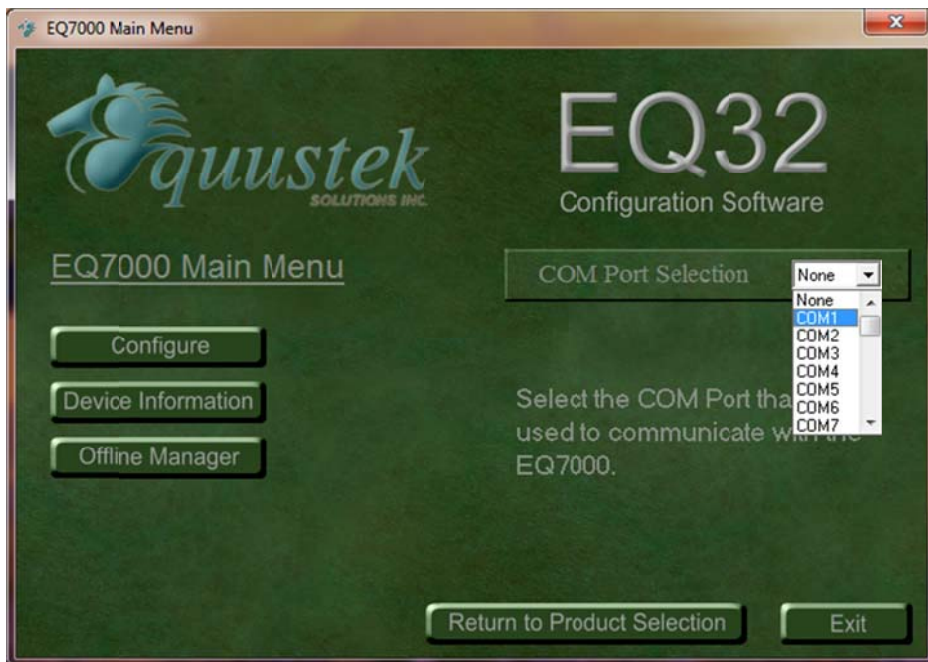 EQ7000 Main Menu
Equustek
SOLUTIONS INC.
EQ32
Configuration Software
EQ7000 Main Menu
COM Port Selection
None
None
COM1
COM2
COM3
COM4
COM5
COM6
COM7
Configure
Device Information
Offline Manager
Select the COM Port tha
used to communicate with the
EQ7000.
Return to Product Selection
Exit